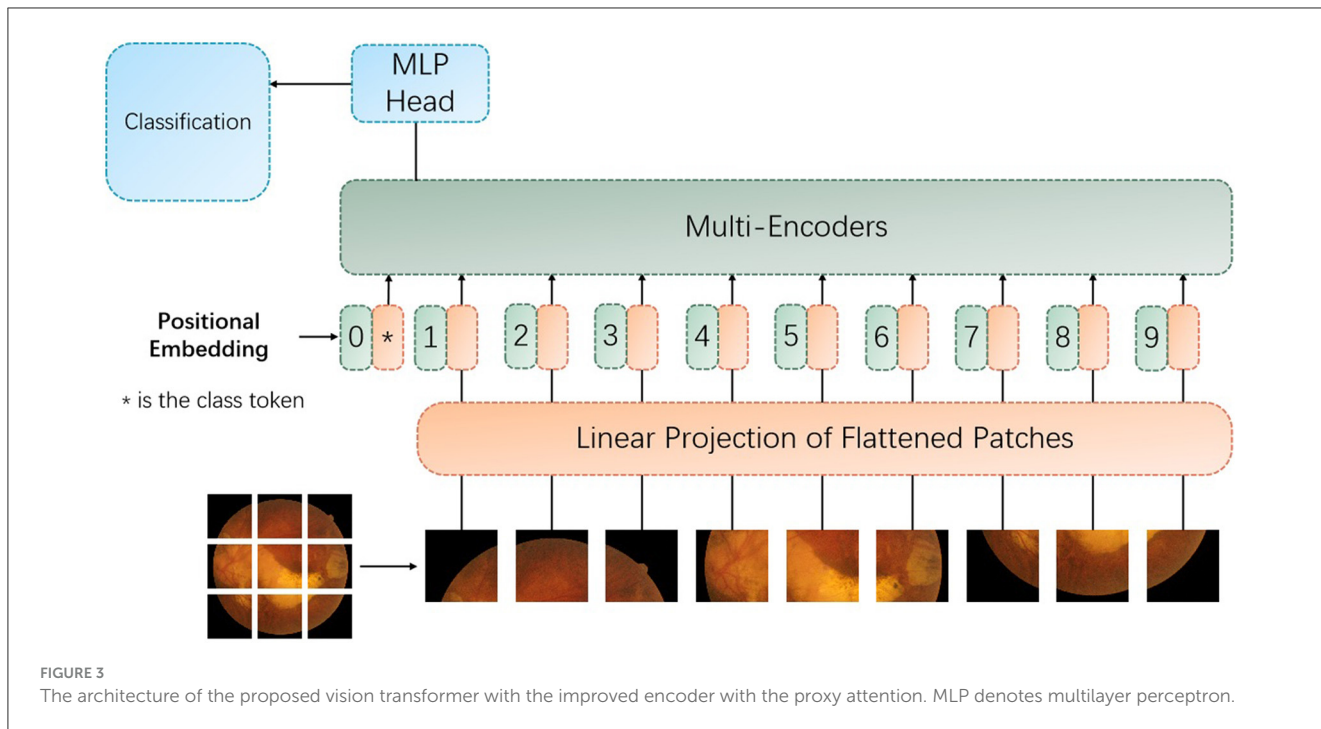 MLP
Head
Classification
Multi-Encoders
Positional
Embedding
0 * 1 2 3 4 5 6 7 8 9
* is the class token
Linear Projection of Flattened Patches
FIGURE 3
The architecture of the proposed vision transformer with the improved encoder with the proxy attention. MLP denotes multilayer perceptron.